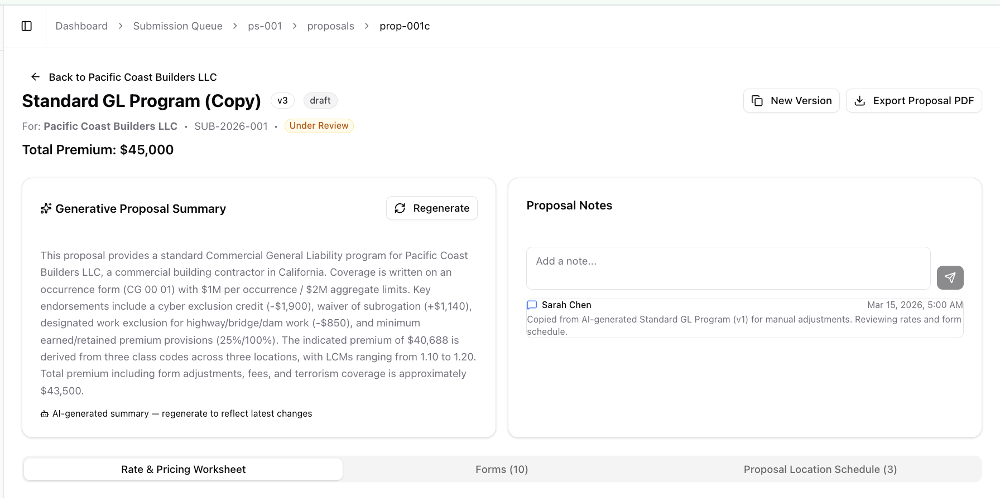 Dashboard > Submission Queue > ps-001 > proposals > prop-001c
Back to Pacific Coast Builders LLC
Standard GL Program (Copy) v3 draft
New Version
Export Proposal PDF
For: Pacific Coast Builders LLC • SUB-2026-001 • Under Review
Total Premium: $45,000
Generative Proposal Summary
Regenerate
This proposal provides a standard Commercial General Liability program for Pacific Coast
Builders LLC, a commercial building contractor in California. Coverage is written on an
occurrence form (CG 00 01) with $1M per occurrence / $2M aggregate limits. Key
endorsements include a cyber exclusion credit (-$1,900), waiver of subrogation (+$1,140),
designated work exclusion for highway/bridge/dam work (-$850), and minimum
earned/retained premium provisions (25%/100%). The indicated premium of $40,688 is
derived from three class codes across three locations, with LCMs ranging from 1.10 to 1.20.
Total premium including form adjustments, fees, and terrorism coverage is approximately
$43,500.
AI-generated summary — regenerate to reflect latest changes
Proposal Notes
Add a note...
Sarah Chen
Mar 15, 2026, 5:00 AM
Copied from AI-generated Standard GL Program (v1) for manual adjustments. Reviewing rates and form
schedule.
Rate & Pricing Worksheet
Forms (10)
Proposal Location Schedule (3)